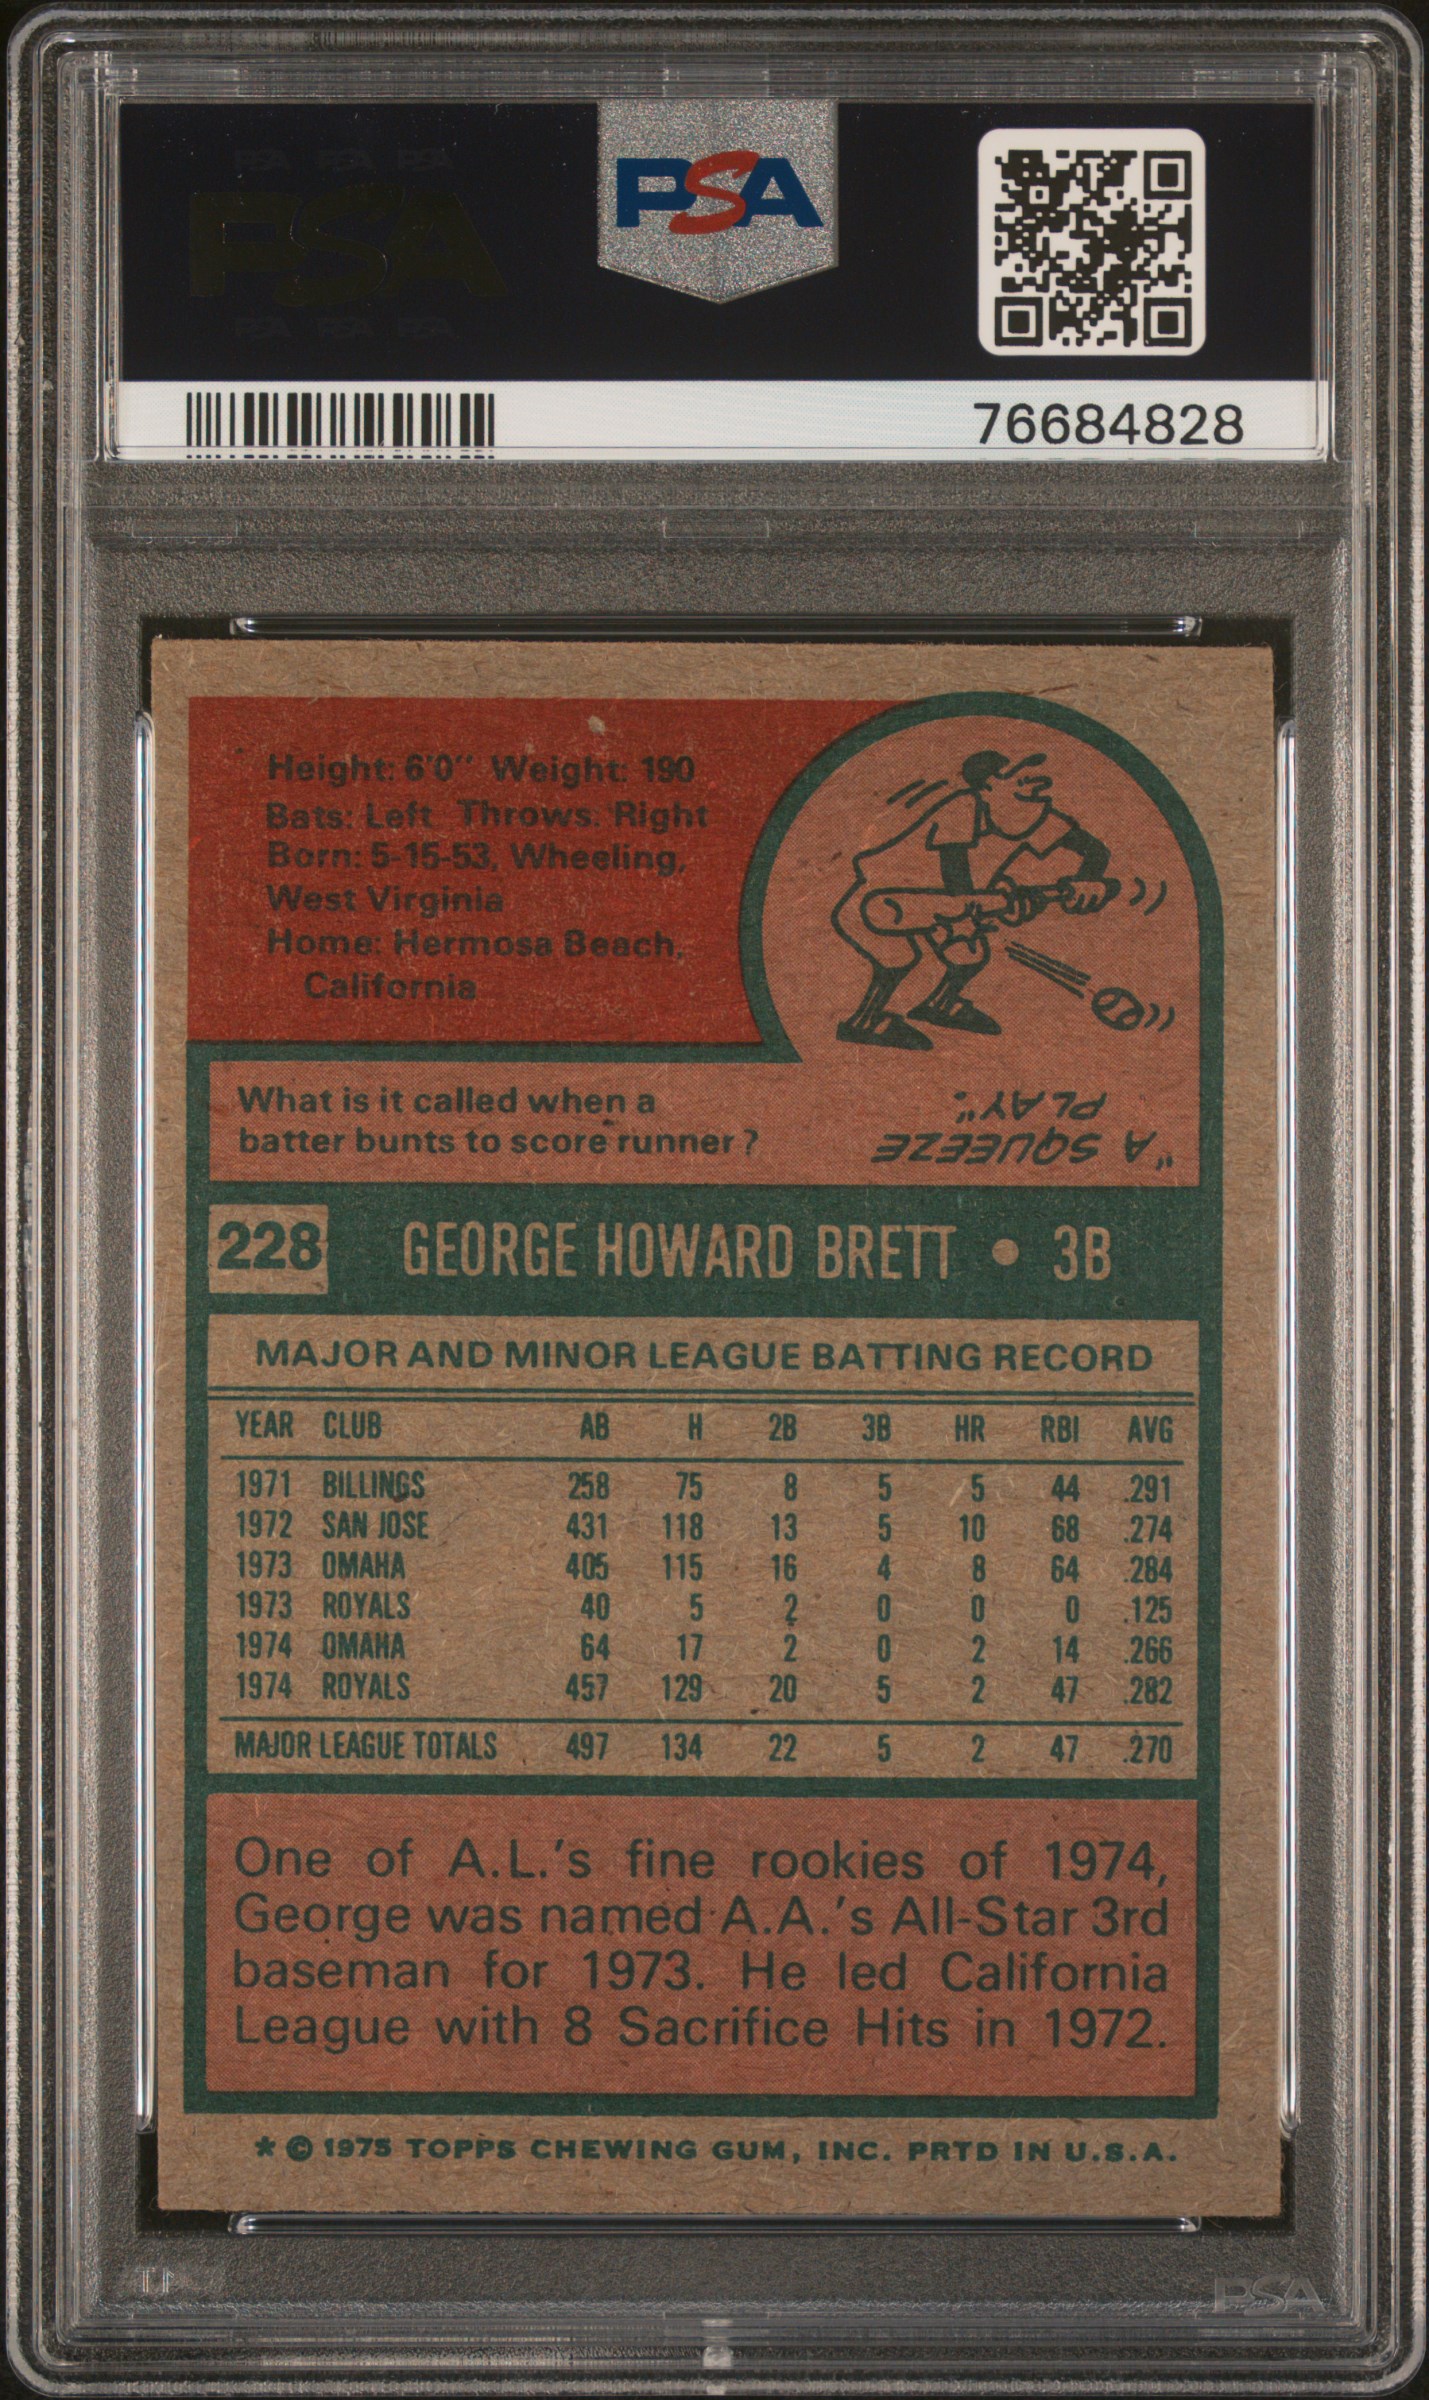 PSA PSA PSA
PSA
PSA PSA PSA
PSA
76684828
Height: 6'0" Weight: 190
Bats: Left Throws: Right
Born: 5-15-53, Wheeling,
West Virginia
Home: Hermosa Beach,
California
What is it called when a
batter bunts to score runner?
"A SQUEEZE
PLAY".
228 GEORGE HOWARD BRETT • 3B
MAJOR AND MINOR LEAGUE BATTING RECORD
YEAR CLUB AB H 2B 3B HR RBI AVG
1971 BILLINGS 258 75 8 5 5 44 .291
1972 SAN JOSE 431 118 13 5 10 68 .274
1973 OMAHA 405 115 16 4 8 64 .284
1973 ROYALS 40 5 2 0 0 0 .125
1974 OMAHA 64 17 2 0 2 14 .266
1974 ROYALS 457 129 20 5 2 47 .282
MAJOR LEAGUE TOTALS 497 134 22 5 2 47 .270
One of A.L.'s fine rookies of 1974,
George was named A.A.'s All-Star 3rd
baseman for 1973. He led California
League with 8 Sacrifice Hits in 1972.
* © 1975 TOPPS CHEWING GUM, INC. PRTD IN U.S.A.
PSA